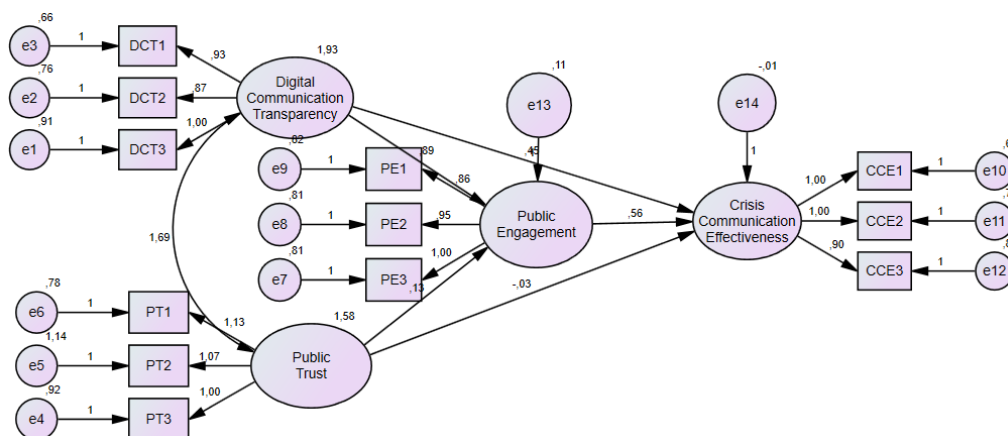 ,66
e3
1
DCT1
,93
,76
e2
1
DCT2
,87
,91
e1
1
DCT3
1,00
1,93
Digital
Communication
Transparency
,11
e13
1
-,01
e14
1
,82
e9
1
PE1
,89
,86
,45
,81
e8
1
PE2
,95
,81
e7
1
PE3
1,00
Public
Engagement
,56
Crisis
Communication
Effectiveness
1,00
CCE1
1
e10
1,00
CCE2
1
e11
,90
CCE3
1
e12
1,69
,13
-,03
,78
e6
1
PT1
1,13
1,14
e5
1
PT2
1,07
,92
e4
1
PT3
1,00
1,58
Public
Trust